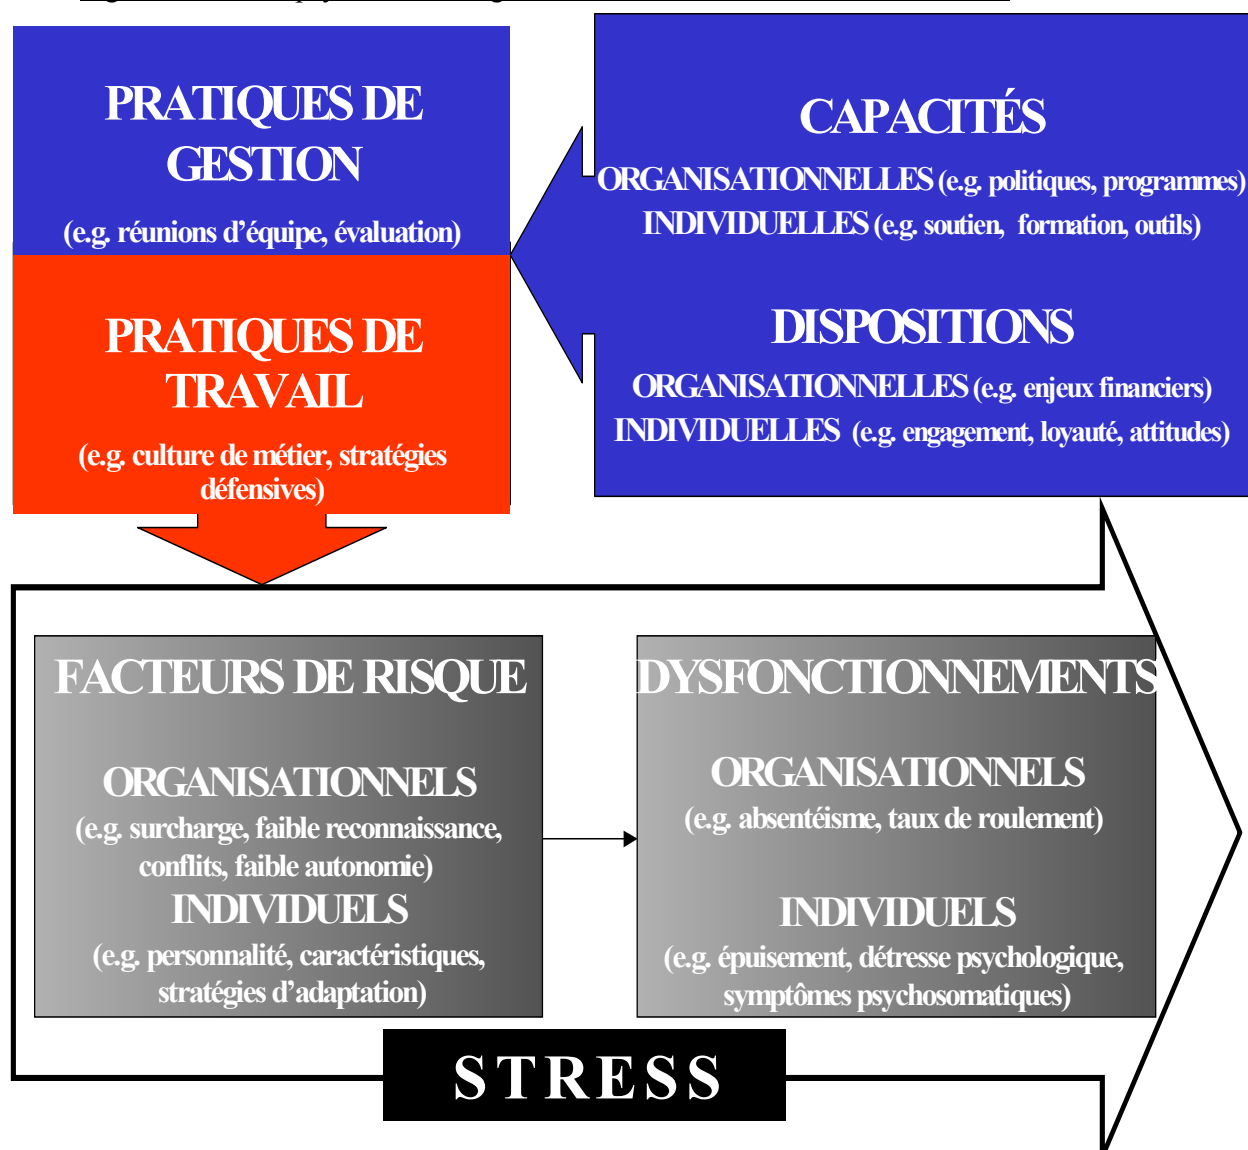 PRATIQUES DE
GESTION
(e.g. réunions d’équipe, évaluation)
PRATIQUES DE
TRAVAIL
(e.g. culture de métier, stratégies
défensives)
CAPACITÉS
ORGANISATIONNELLES (e.g. politiques, programmes)
INDIVIDUELLES (e.g. soutien, formation, outils)
DISPOSITIONS
ORGANISATIONNELLES (e.g. enjeux financiers)
INDIVIDUELLES (e.g. engagement, loyauté, attitudes)
FACTEURS DE RISQUE
ORGANISATIONNELS
(e.g. surcharge, faible reconnaissance,
conflits, faible autonomie)
INDIVIDUELS
(e.g. personnalité, caractéristiques,
stratégies d’adaptation)
DYSFONCTIONNEMENTS
ORGANISATIONNELS
(e.g. absentéisme, taux de roulement)
INDIVIDUELS
(e.g. épuisement, détresse psychologique,
symptômes psychosomatiques)
STRESS